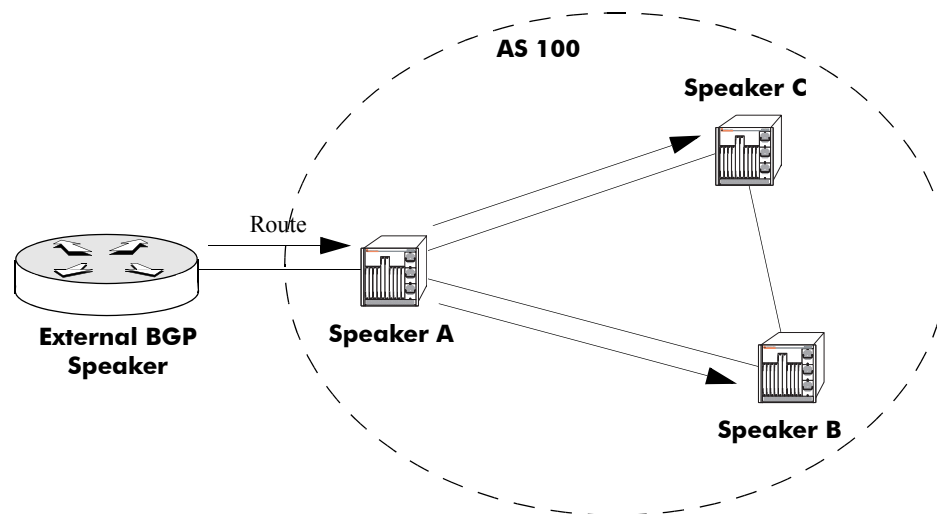 AS 100
Speaker C
Route
Speaker A
External BGP
Speaker
Speaker B